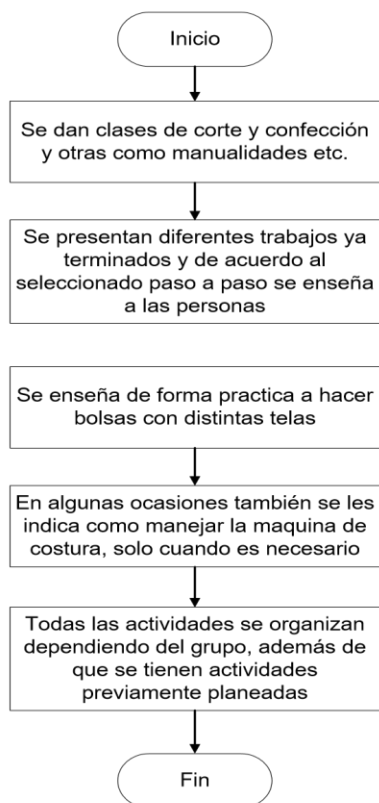 Inicio
Se dan clases de corte y confección
y otras como manualidades etc.
Se presentan diferentes trabajos ya
terminados y de acuerdo al
seleccionado paso a paso se enseña
a las personas
Se enseña de forma practica a hacer
bolsas con distintas telas
En algunas ocasiones también se les
indica como manejar la maquina de
costura, solo cuando es necesario
Todas las actividades se organizan
dependiendo del grupo, además de
que se tienen actividades
previamente planeadas
Fin